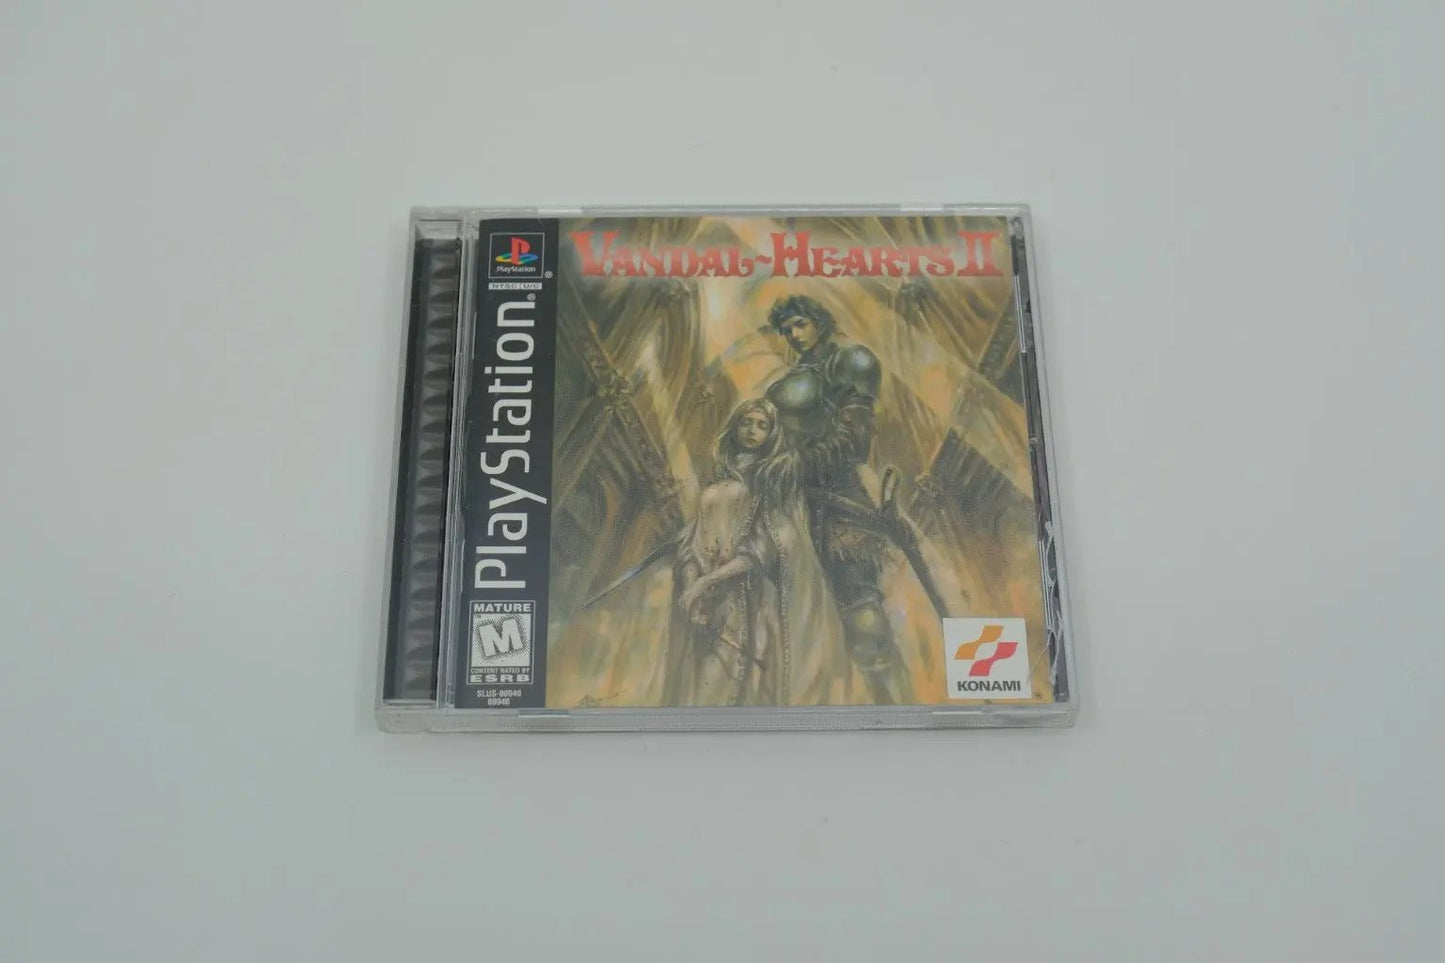 PlayStation
®
NTSC U/C
PlayStation®
MATURE
M
CONTENT RATED BY
ESRB
SLUS-00940
00940
VANDAL-HEARTS II
KONAMI
®